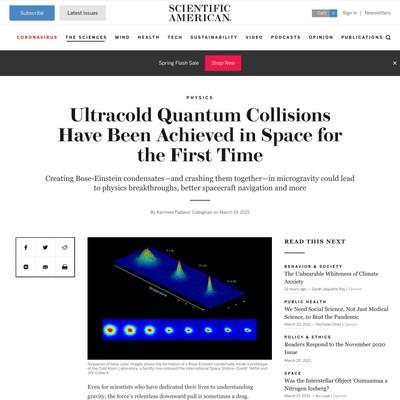 Subscribe
Latest Issues
SCIENTIFIC
AMERICAN.
Cart 0
Sign In | Newsletters
CORONAVIRUS THE SCIENCES MIND HEALTH TECH SUSTAINABILITY VIDEO PODCASTS OPINION PUBLICATIONS
Spring Flash Sale
Shop Now
PHYSICS
Ultracold Quantum Collisions
Have Been Achieved in Space for
the First Time
Creating Bose-Einstein condensates—and crashing them together—in microgravity could lead
to physics breakthroughs, better spacecraft navigation and more
By Karmela Padavic-Callaghan on March 19, 2021
READ THIS NEXT
BEHAVIOR & SOCIETY
The Unbearable Whiteness of Climate
Anxiety
13 hours ago — Sarah Jaquette Ray | Opinion
PUBLIC HEALTH
We Need Social Science, Not Just Medical
Science, to Beat the Pandemic
March 20, 2021 — Nicholas Dirks | Opinion
POLICY & ETHICS
Readers Respond to the November 2020
Issue
March 20, 2021
SPACE
Was the Interstellar Object 'Oumuamua a
Nitrogen Iceberg?
March 19, 2021 — Avi Loeb | Opinion
Sequence of false-color images shows the formation of a Bose-Einstein condensate inside a prototype
of the Cold Atom Laboratory, a facility now onboard the International Space Station. Credit: NASA and
JPL-Caltech
Even for scientists who have dedicated their lives to understanding
gravity, the force's relentless downward pull is sometimes a drag.